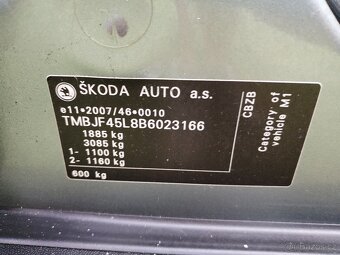 ŠKODA AUTO a.s.
e11*2007/46*0010
TMBJF45L8B6023166
1885 kg
3085 kg
1- 1100 kg
2- 1160 kg
600 kg
CBZB
Category of
vehicle M1